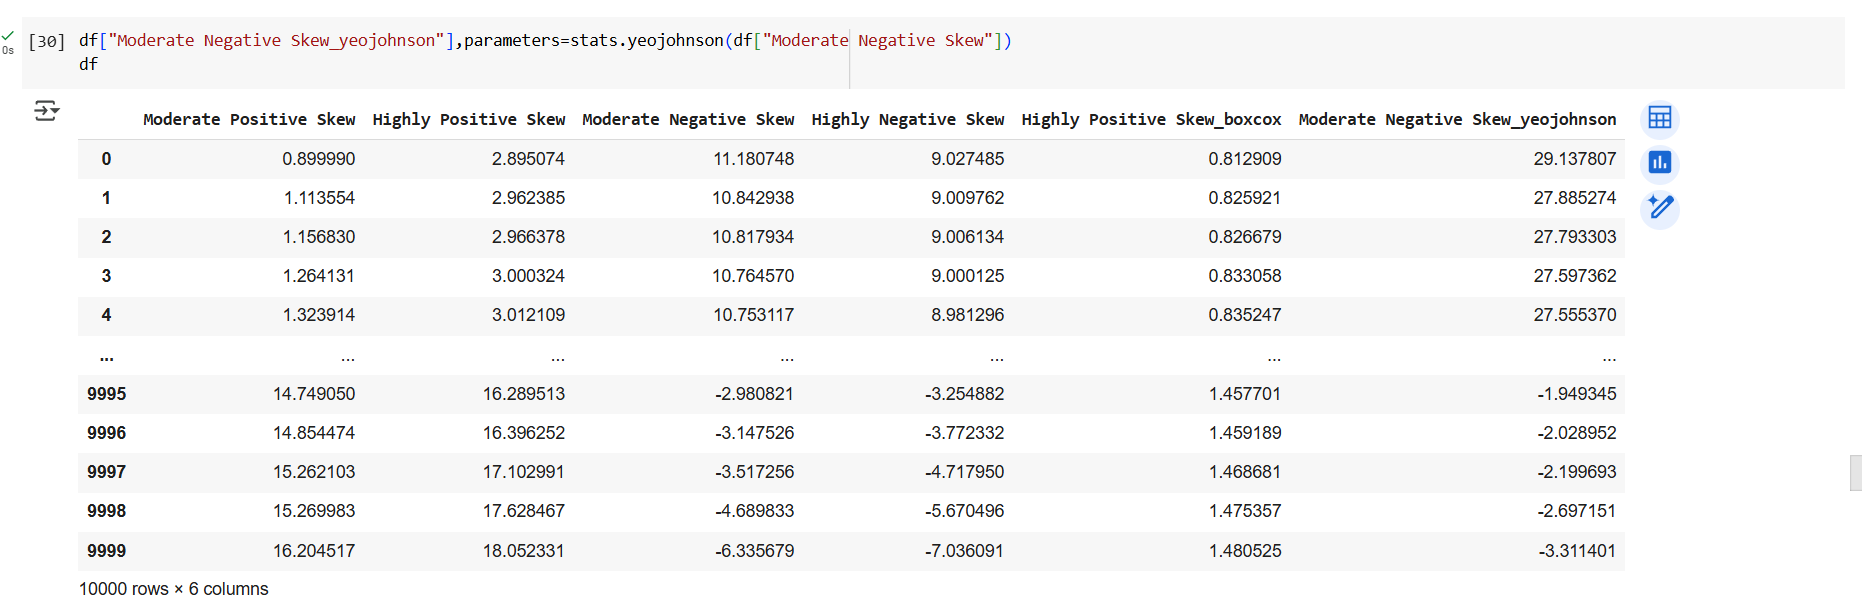 [30] df["Moderate Negative Skew_yeojohnson"],parameters=stats.yeojohnson(df["Moderate Negative Skew"])
0s
df
Moderate Positive Skew Highly Positive Skew Moderate Negative Skew Highly Negative Skew Highly Positive Skew_boxcox Moderate Negative Skew_yeojohnson
0 0.899990 2.895074 11.180748 9.027485 0.812909 29.137807
1 1.113554 2.962385 10.842938 9.009762 0.825921 27.885274
2 1.156830 2.966378 10.817934 9.006134 0.826679 27.793303
3 1.264131 3.000324 10.764570 9.000125 0.833058 27.597362
4 1.323914 3.012109 10.753117 8.981296 0.835247 27.555370
... ... ... ... ... ... ...
9995 14.749050 16.289513 -2.980821 -3.254882 1.457701 -1.949345
9996 14.854474 16.396252 -3.147526 -3.772332 1.459189 -2.028952
9997 15.262103 17.102991 -3.517256 -4.717950 1.468681 -2.199693
9998 15.269983 17.628467 -4.689833 -5.670496 1.475357 -2.697151
9999 16.204517 18.052331 -6.335679 -7.036091 1.480525 -3.311401
10000 rows × 6 columns